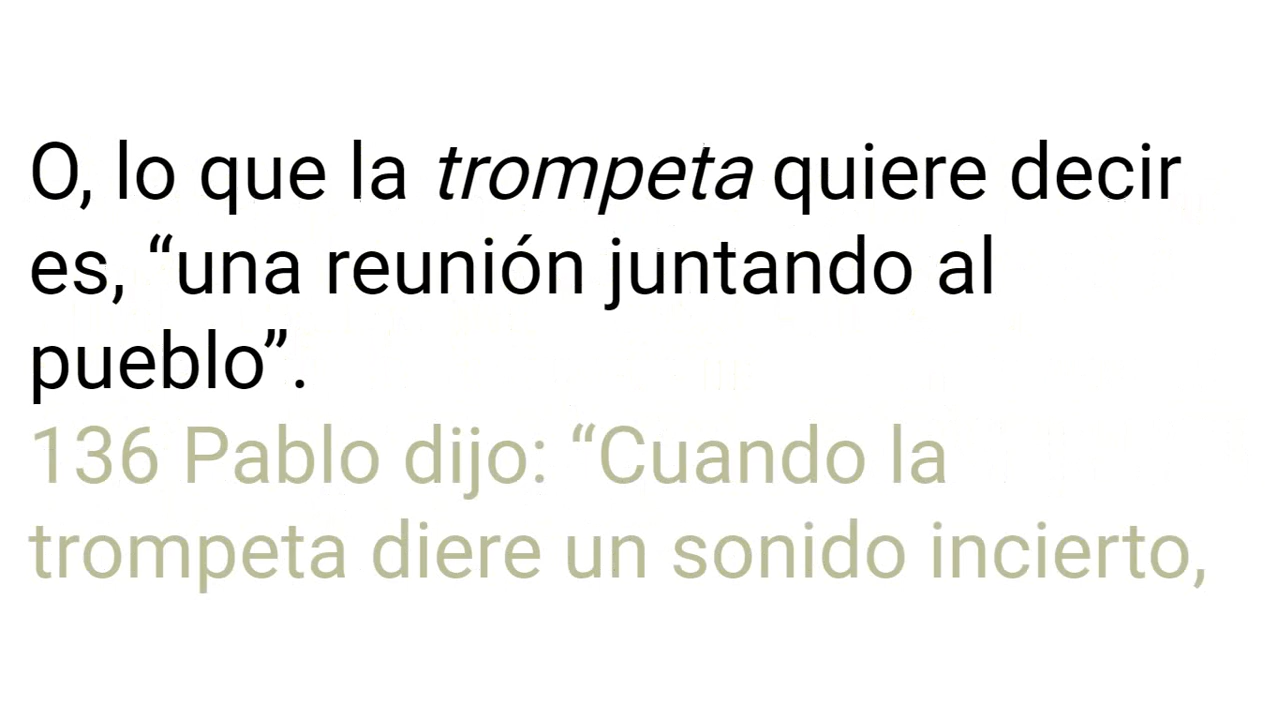 O, lo que la trompeta quiere decir
es, “una reunión juntando al
pueblo”.
136 Pablo dijo: “Cuando la
trompeta diere un sonido incierto,